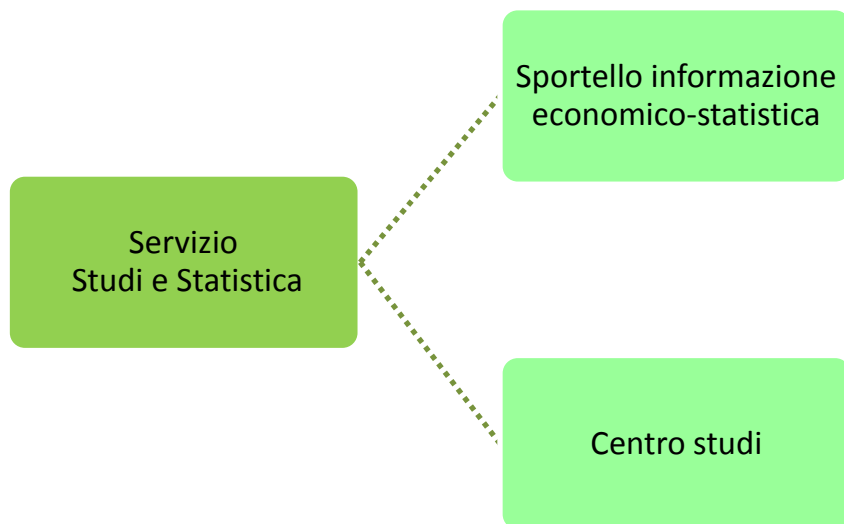 Sportello informazione
economico-statistica
Servizio
Studi e Statistica
Centro studi